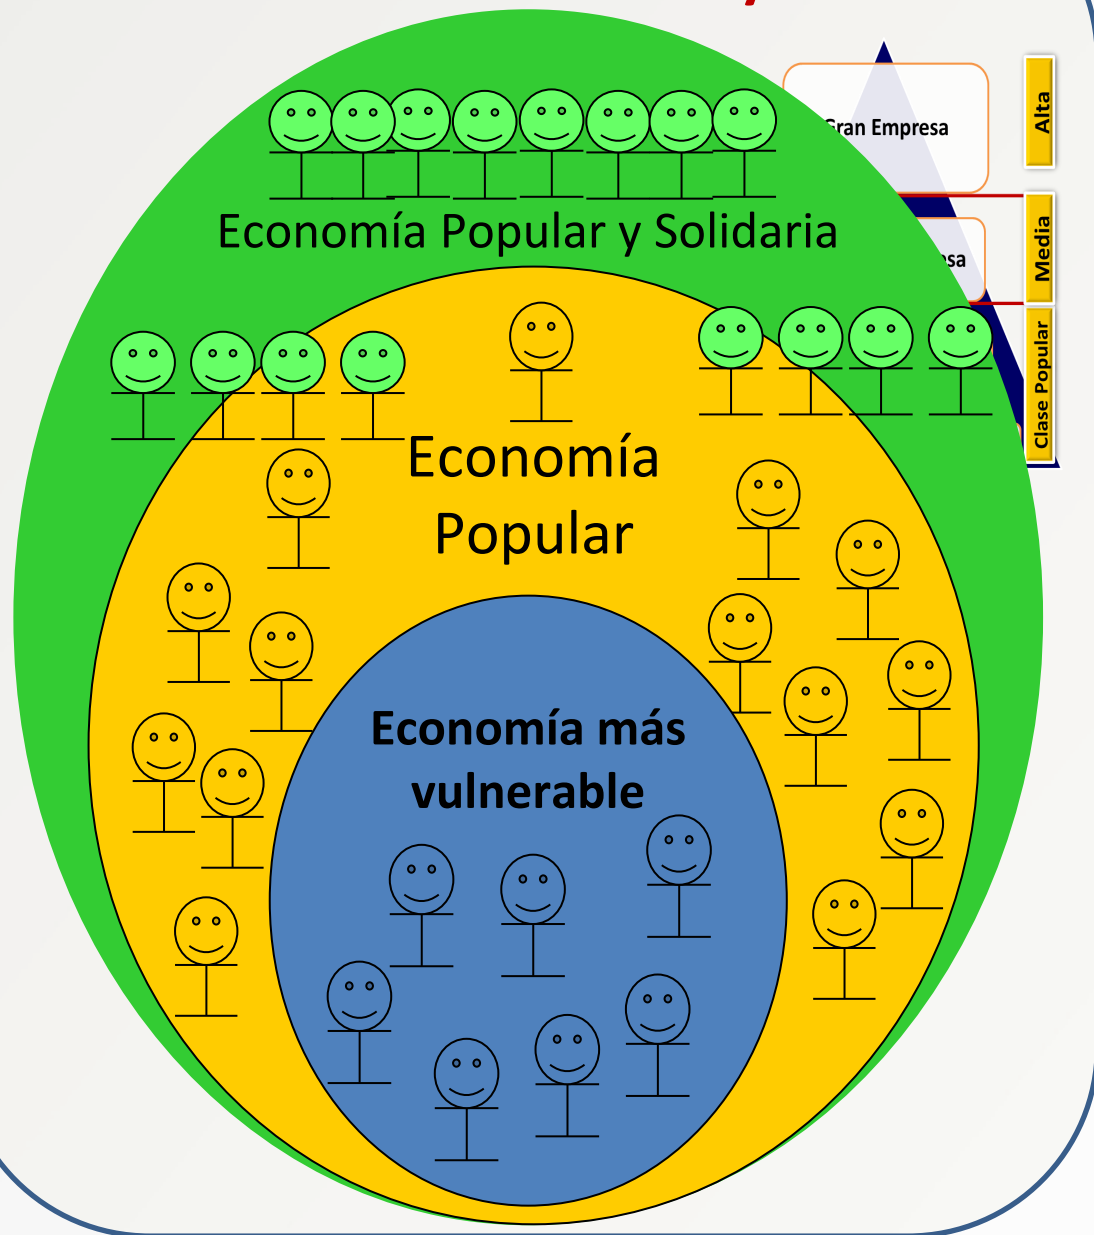 Alta
Gran Empresa
Media
Economía Popular y Solidaria
Clase Popular
Economía
Popular
Economía más
vulnerable